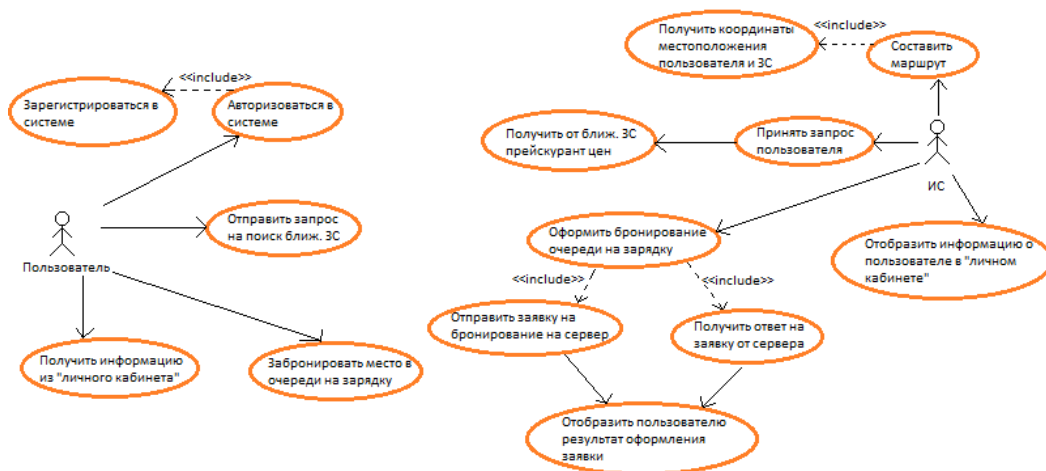 Зарегистрироваться в
системе
<<include>>
Авторизоваться в
системе
Отправить запрос
на поиск ближ. ЗС
Пользователь
Получить информацию
из "личного кабинета"
Забронировать место в
очереди на зарядку
Получить координаты
местоположения
пользователя и ЗС
<<include>>
Составить
маршрут
Получить от ближ. ЗС
прейскурант цен
Принять запрос
пользователя
ИС
Оформить бронирование
очереди на зарядку
Отобразить информацию о
пользователе в "личном
кабинете"
<<include>>
<<include>>
Отправить заявку на
бронирование на сервер
Получить ответ на
заявку от сервера
Отобразить пользователю
результат оформления
заявки